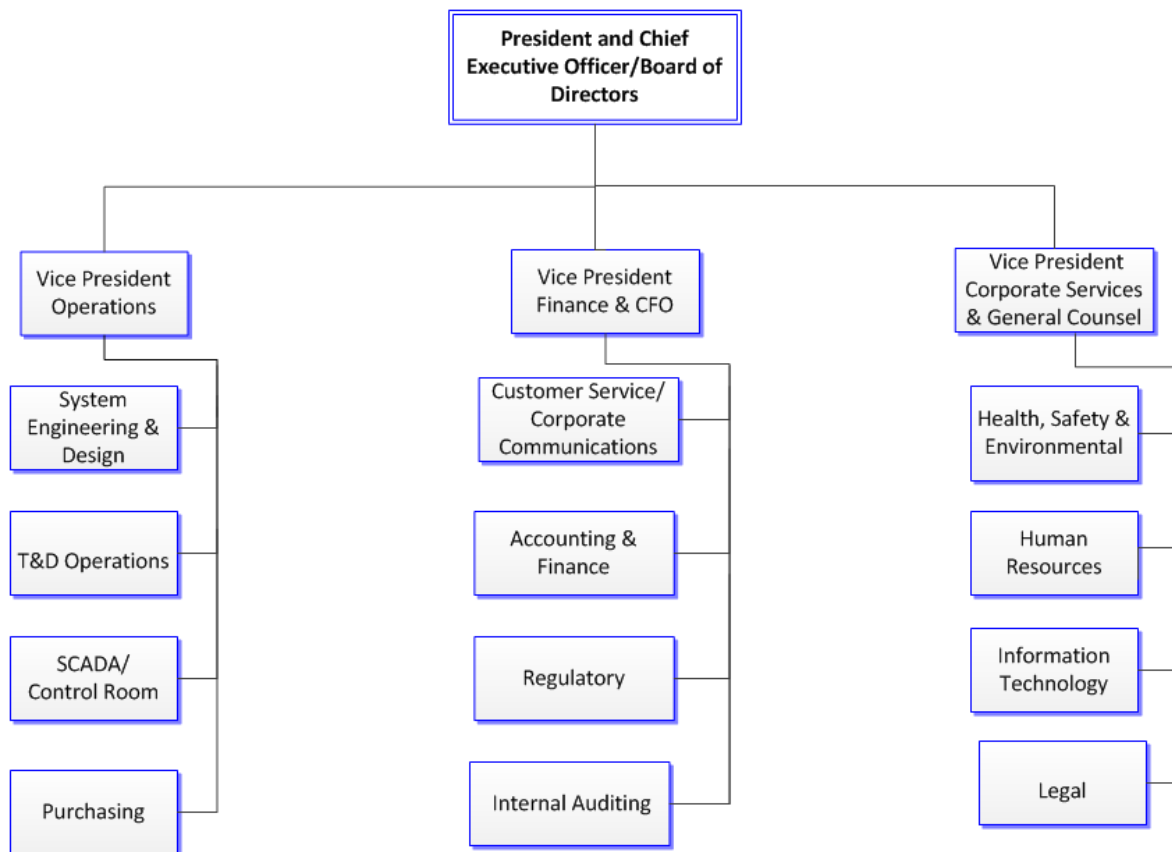 President and Chief
Executive Officer/Board of
Directors
Vice President
Operations
Vice President
Finance & CFO
Vice President
Corporate Services
& General Counsel
System
Engineering &
Design
T&D Operations
SCADA/
Control Room
Purchasing
Customer Service/
Corporate
Communications
Accounting &
Finance
Regulatory
Internal Auditing
Health, Safety &
Environmental
Human
Resources
Information
Technology
Legal